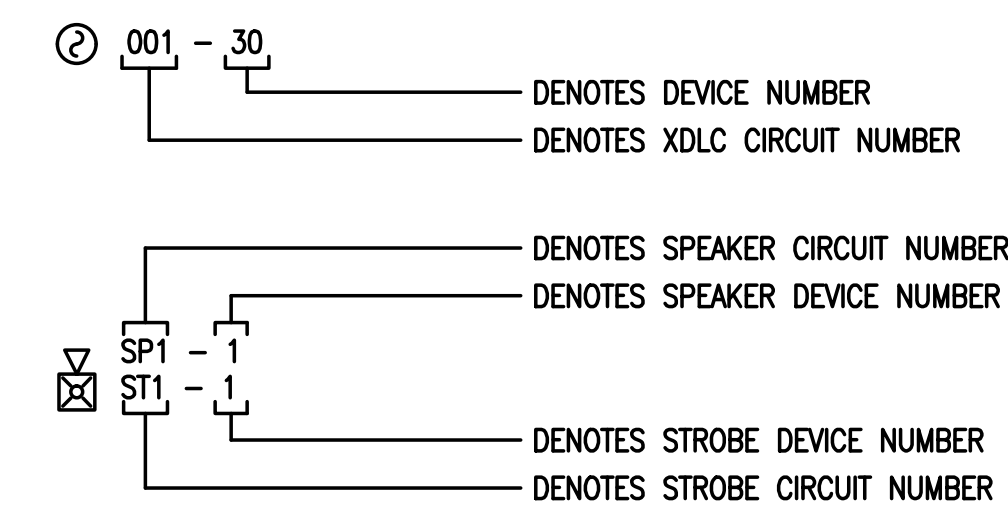 001 - 30
DENOTES DEVICE NUMBER
DENOTES XDLC CIRCUIT NUMBER
DENOTES SPEAKER CIRCUIT NUMBER
DENOTES SPEAKER DEVICE NUMBER
SP1 - 1
ST1 - 1
DENOTES STROBE DEVICE NUMBER
DENOTES STROBE CIRCUIT NUMBER